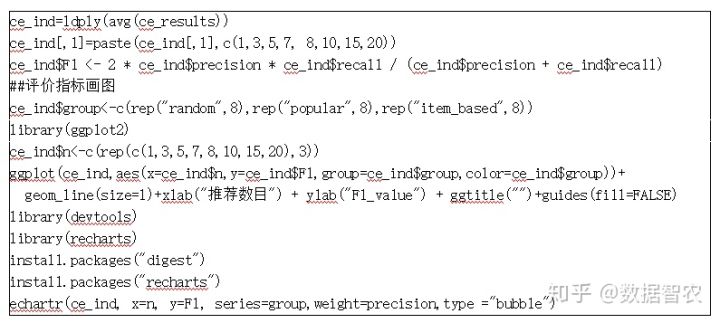 ce_ind=ldply(avg(ce_results))
ce_ind[,1]=paste(ce_ind[,1],c(1,3,5,7, 8,10,15,20))
ce_ind$F1 <- 2 * ce_ind$precision * ce_ind$recall / (ce_ind$precision + ce_ind$recall)
##评价指标画图
ce_ind$group<-c(rep("random",8),rep("popular",8),rep("item_based",8))
library(ggplot2)
ce_ind$n<-c(rep(c(1,3,5,7,8,10,15,20),3))
ggplot(ce_ind,aes(x=ce_ind$n,y=ce_ind$F1,group=ce_ind$group,color=ce_ind$group))+
geom_line(size=1)+xlab("推荐数目") + ylab("F1_value") + ggtitle("")+guides(fill=FALSE)
library(devtools)
library(recharts)
install.packages("digest")
install.packages("recharts")
echartr(ce_ind, x=n, y=F1, series=group,weight=precision,type ="bubble")
知乎 @数据智农